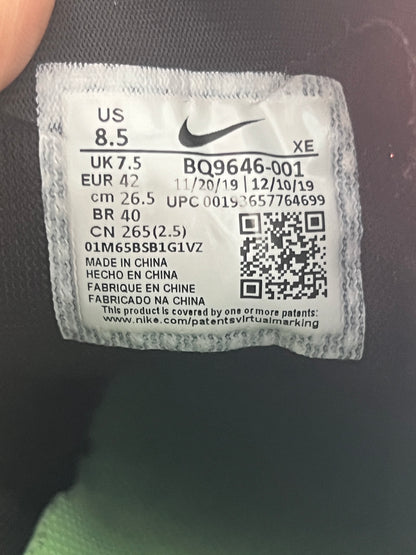 US
8.5
XE
UK 7.5
BQ9646-001
EUR 42
11/20/19 | 12/10/19
cm 26.5
UPC 00193657764699
BR 40
CN 265(2.5)
01M65BSB1G1VZ
MADE IN CHINA
HECHO EN CHINA
FABRIQUE EN CHINE
FABRICADO NA CHINA
This product is covered by one or more patents:
www.nike.com/patentsvirtualmarking